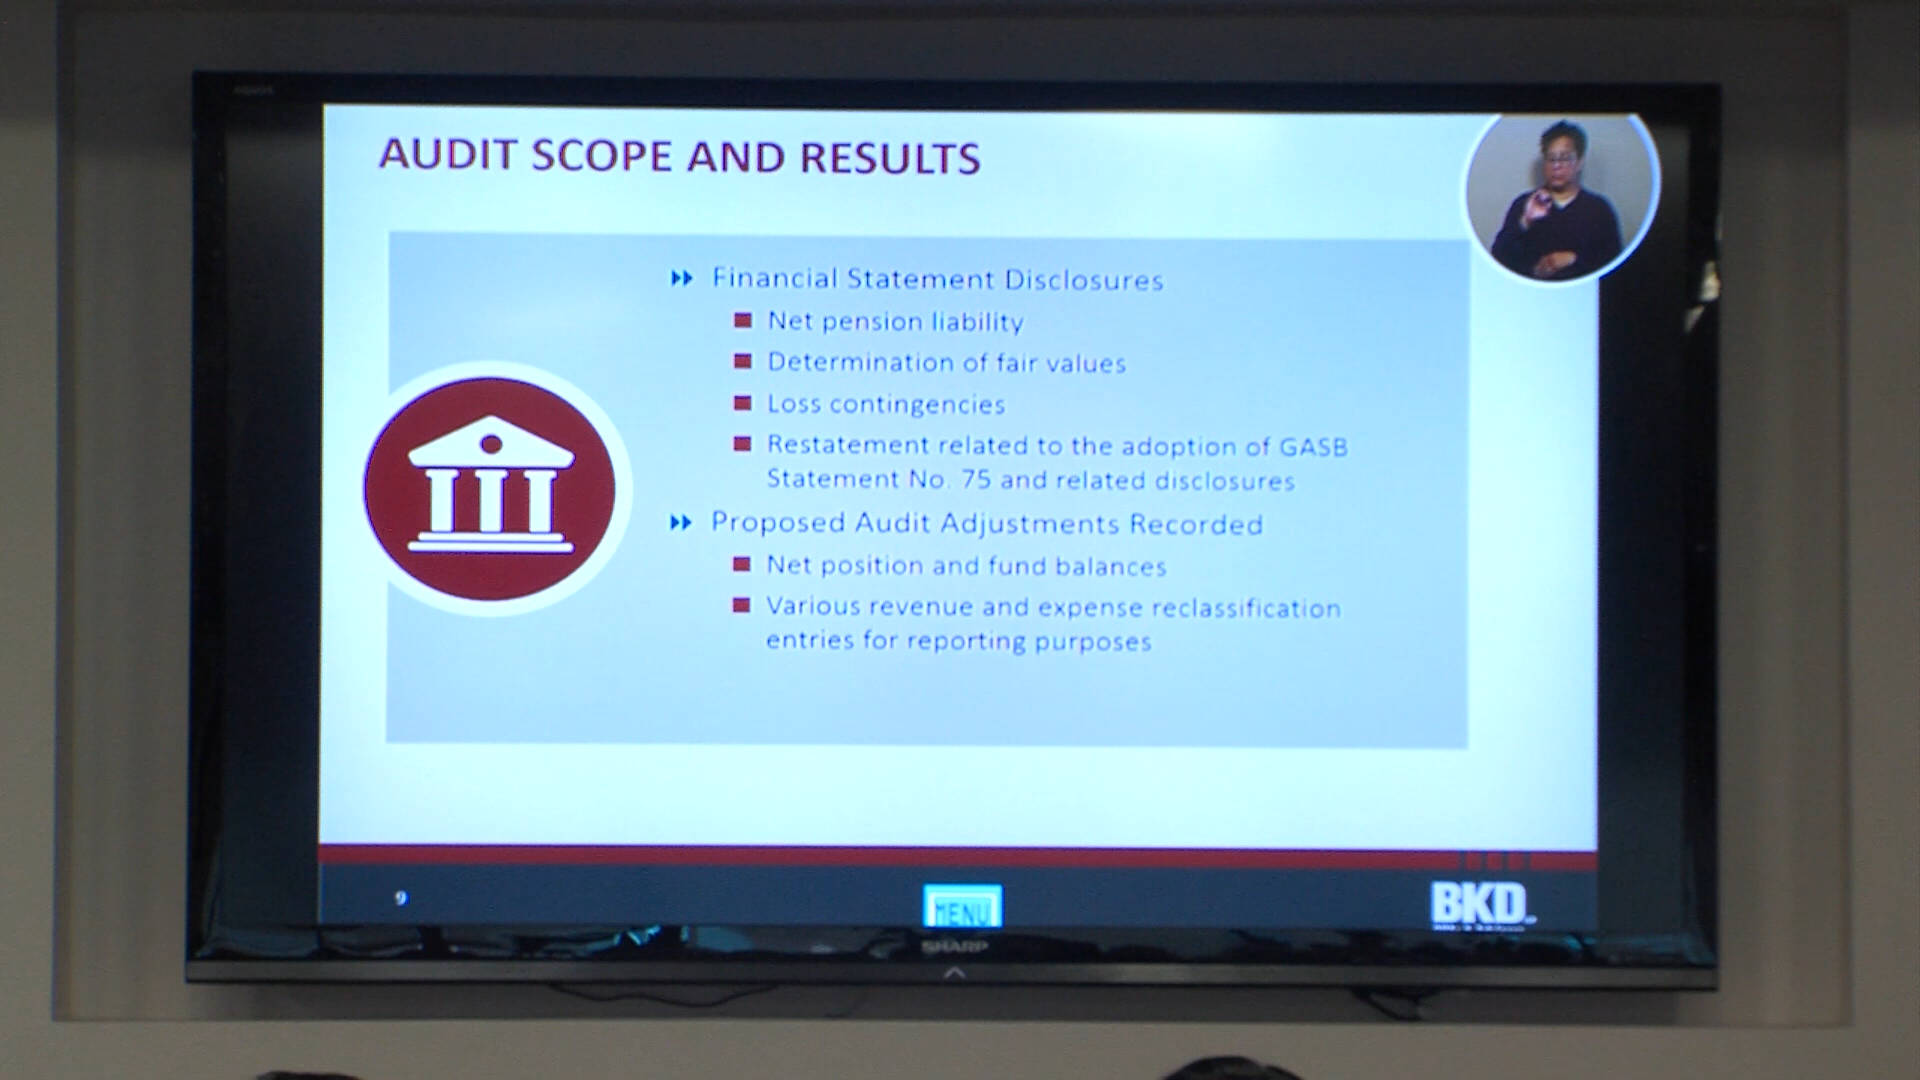 AUDIT SCOPE AND RESULTS
Financial Statement Disclosures
Net pension liability
Determination of fair values
Loss contingencies
Restatement related to the adoption of GASB
Statement No. 75 and related disclosures
Proposed Audit Adjustments Recorded
Net position and fund balances
Various revenue and expense reclassification
entries for reporting purposes
9
MENU
BKD
SHARP